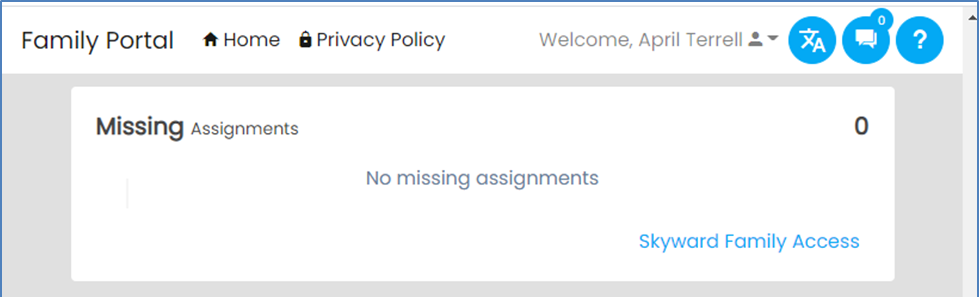 Family Portal Home Privacy Policy Welcome, April Terrell 0
Missing Assignments 0
No missing assignments
Skyward Family Access